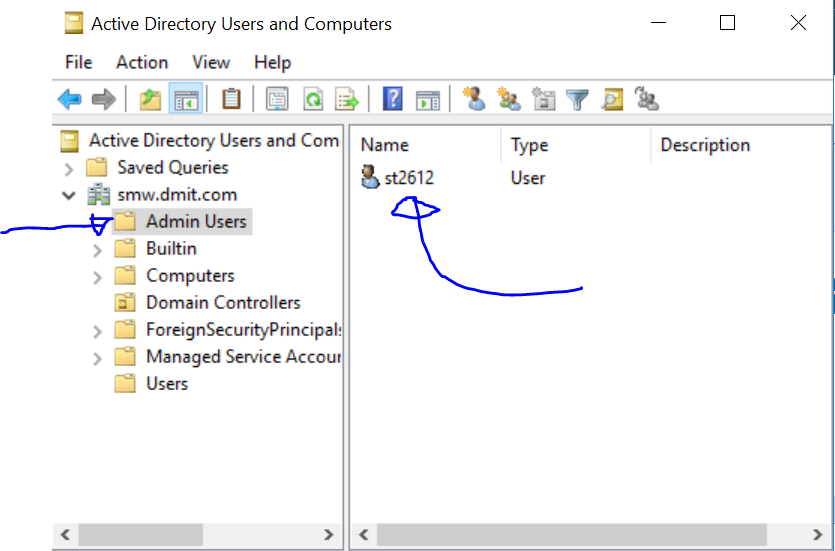 Active Directory Users and Computers
File Action View Help
Active Directory Users and Com
Saved Queries
smw.dmit.com
Admin Users
Builtin
Computers
Domain Controllers
ForeignSecurityPrincipals
Managed Service Accour
Users
Name Type Description
st2612 User